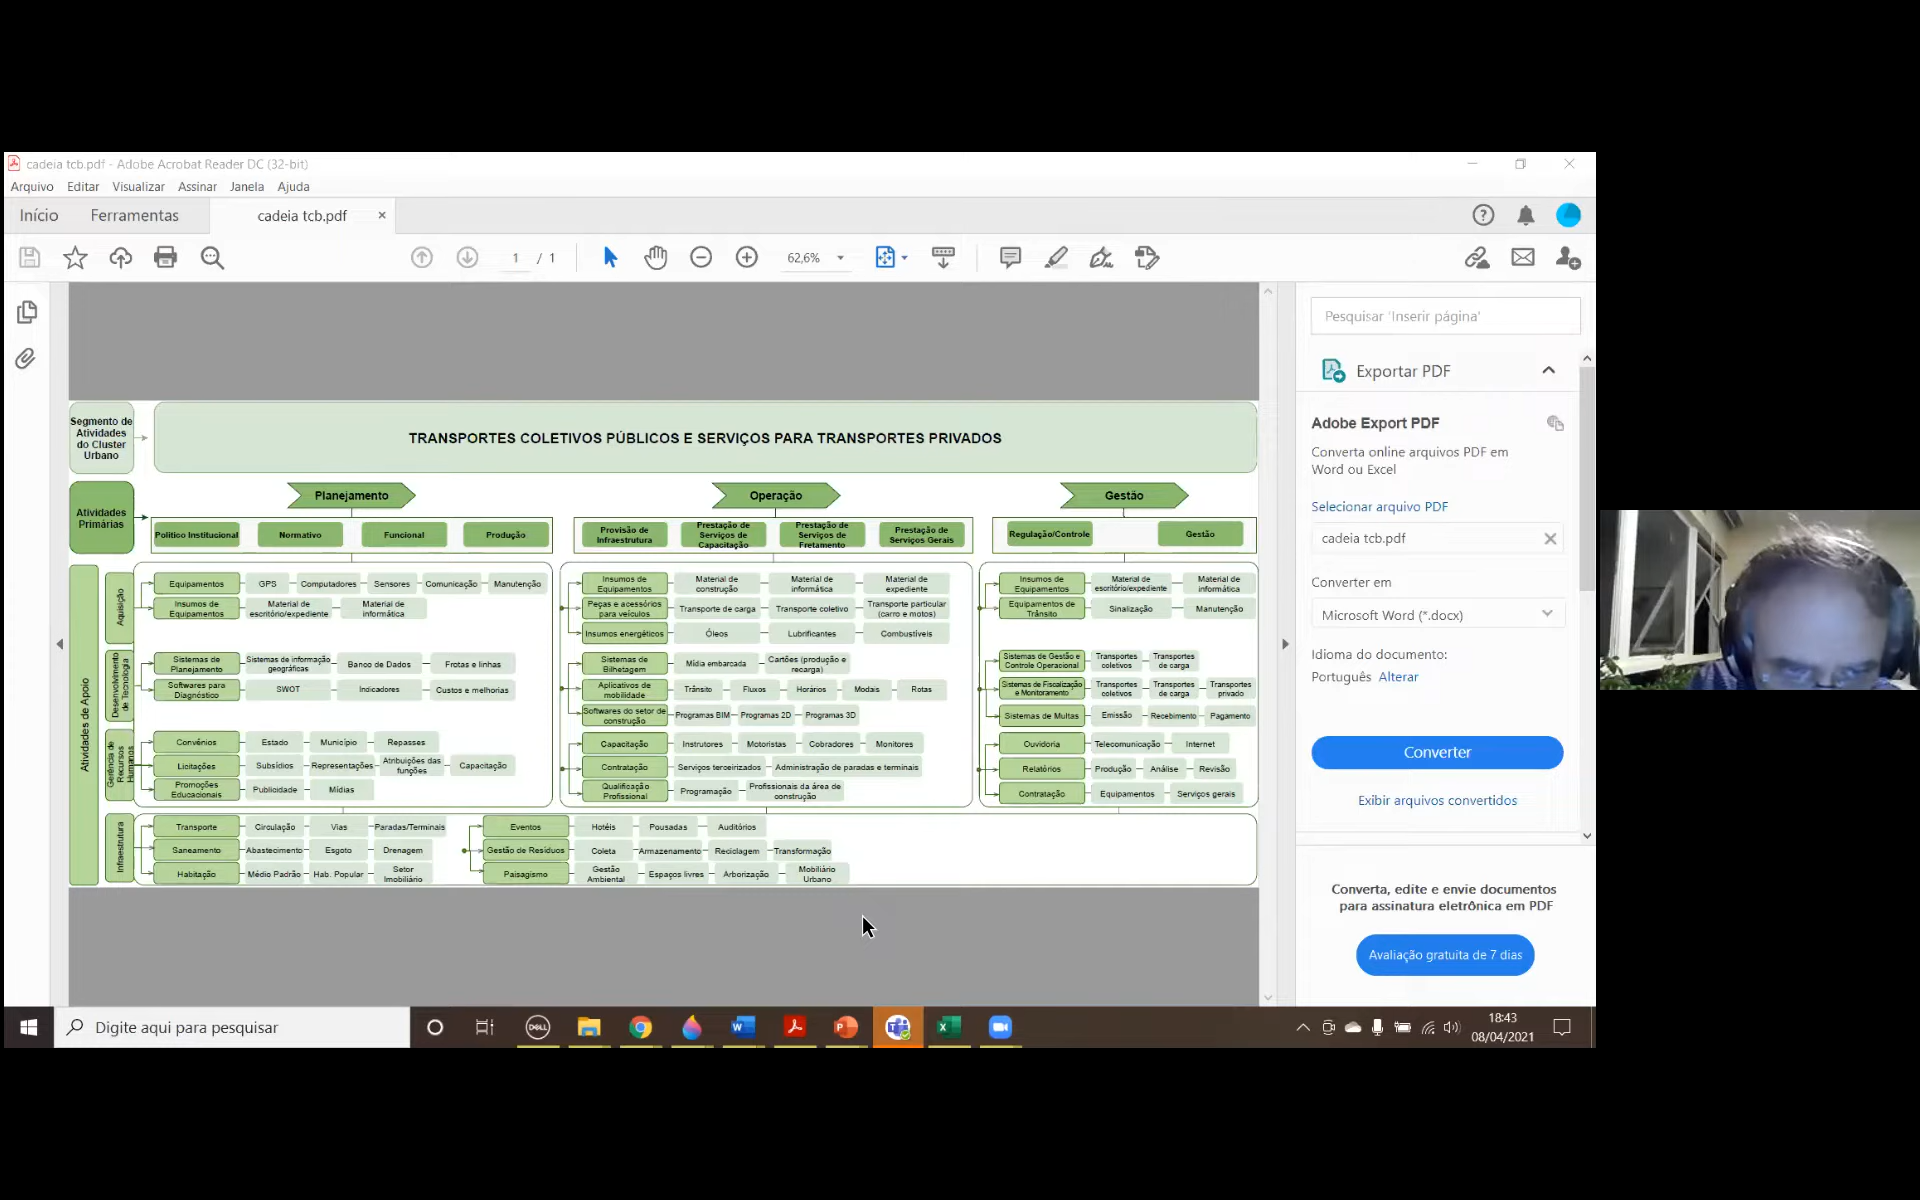 cadeia tcb.pdf - Adobe Acrobat Reader DC (32-bit)
Arquivo Editar Visualizar Assinar Janela Ajuda
Início Ferramentas cadeia tcb.pdf
1 / 1 62,6%
Segmento de
Atividades
do Cluster
Urbano
TRANSPORTES COLETIVOS PÚBLICOS E SERVIÇOS PARA TRANSPORTES PRIVADOS
Atividades
Primárias
Planejamento
Político Institucional Normativo Funcional Produção
Operação
Provisão de
Infraestrutura
Prestação de
Serviços de
Capacitação
Prestação de
Serviços de
Fretamento
Prestação de
Serviços Gerais
Gestão
Regulação/Controle Gestão
Atividades de Apoio
Aquisição
Equipamentos GPS Computadores Sensores Comunicação Manutenção
Insumos de
Equipamentos
Material de
escritório/expediente
Material de
informática
Insumos de
Equipamentos
Material de
construção
Material de
informática
Material de
expediente
Peças e acessórios
para veículos
Transporte de carga Transporte coletivo
Transporte particular
(carro e motos)
Insumos energéticos Óleos Lubrificantes Combustíveis
Insumos de
Equipamentos
Material de
escritório/expediente
Material de
informática
Equipamentos de
Trânsito
Sinalização Manutenção
Desenvolvimento
de Tecnologia
Sistemas de
Planejamento
Sistemas de informação
geográficas
Banco de Dados Frotas e linhas
Softwares para
Diagnóstico
SWOT Indicadores Custos e melhorias
Sistemas de
Bilhetagem
Mídia embarcada
Cartões (produção e
recarga)
Aplicativos de
mobilidade
Trânsito Fluxos Horários Modais Rotas
Softwares do setor de
construção
Programas BIM Programas 2D Programas 3D
Sistemas de Gestão e
Controle Operacional
Transportes
coletivos
Transportes
de carga
Sistemas de Fiscalização
e Monitoramento
Transportes
coletivos
Transportes
de carga
Transportes
privado
Sistemas de Multas Emissão Recebimento Pagamento
Gerência de
Recursos
Humanos
Convênios Estado Município Repasses
Licitações Subsídios Representações
Atribuições das
funções
Capacitação
Promoções
Educacionais
Publicidade Mídias
Capacitação Instrutores Motoristas Cobradores Monitores
Contratação Serviços terceirizados Administração de paradas e terminais
Qualificação
Profissional
Programação
Profissionais da área de
construção
Ouvidoria Telecomunicação Internet
Relatórios Produção Análise Revisão
Contratação Equipamentos Serviços gerais
Infraestrutura
Transporte Circulação Vias Paradas/Terminais
Saneamento Abastecimento Esgoto Drenagem
Habitação Médio Padrão Hab. Popular
Setor
Imobiliário
Eventos Hotéis Pousadas Auditórios
Gestão de Resíduos Coleta Armazenamento Reciclagem Transformação
Paisagismo
Gestão
Ambiental
Espaços livres Arborização
Mobiliário
Urbano
Pesquisar 'Inserir página'
Exportar PDF
Adobe Export PDF
Converta online arquivos PDF em
Word ou Excel
Selecionar arquivo PDF
cadeia tcb.pdf
Converter em
Microsoft Word (*.docx)
Idioma do documento:
Português Alterar
Converter
Exibir arquivos convertidos
Converta, edite e envie documentos
para assinatura eletrônica em PDF
Avaliação gratuita de 7 dias
Digite aqui para pesquisar
DELL
18:43
08/04/2021